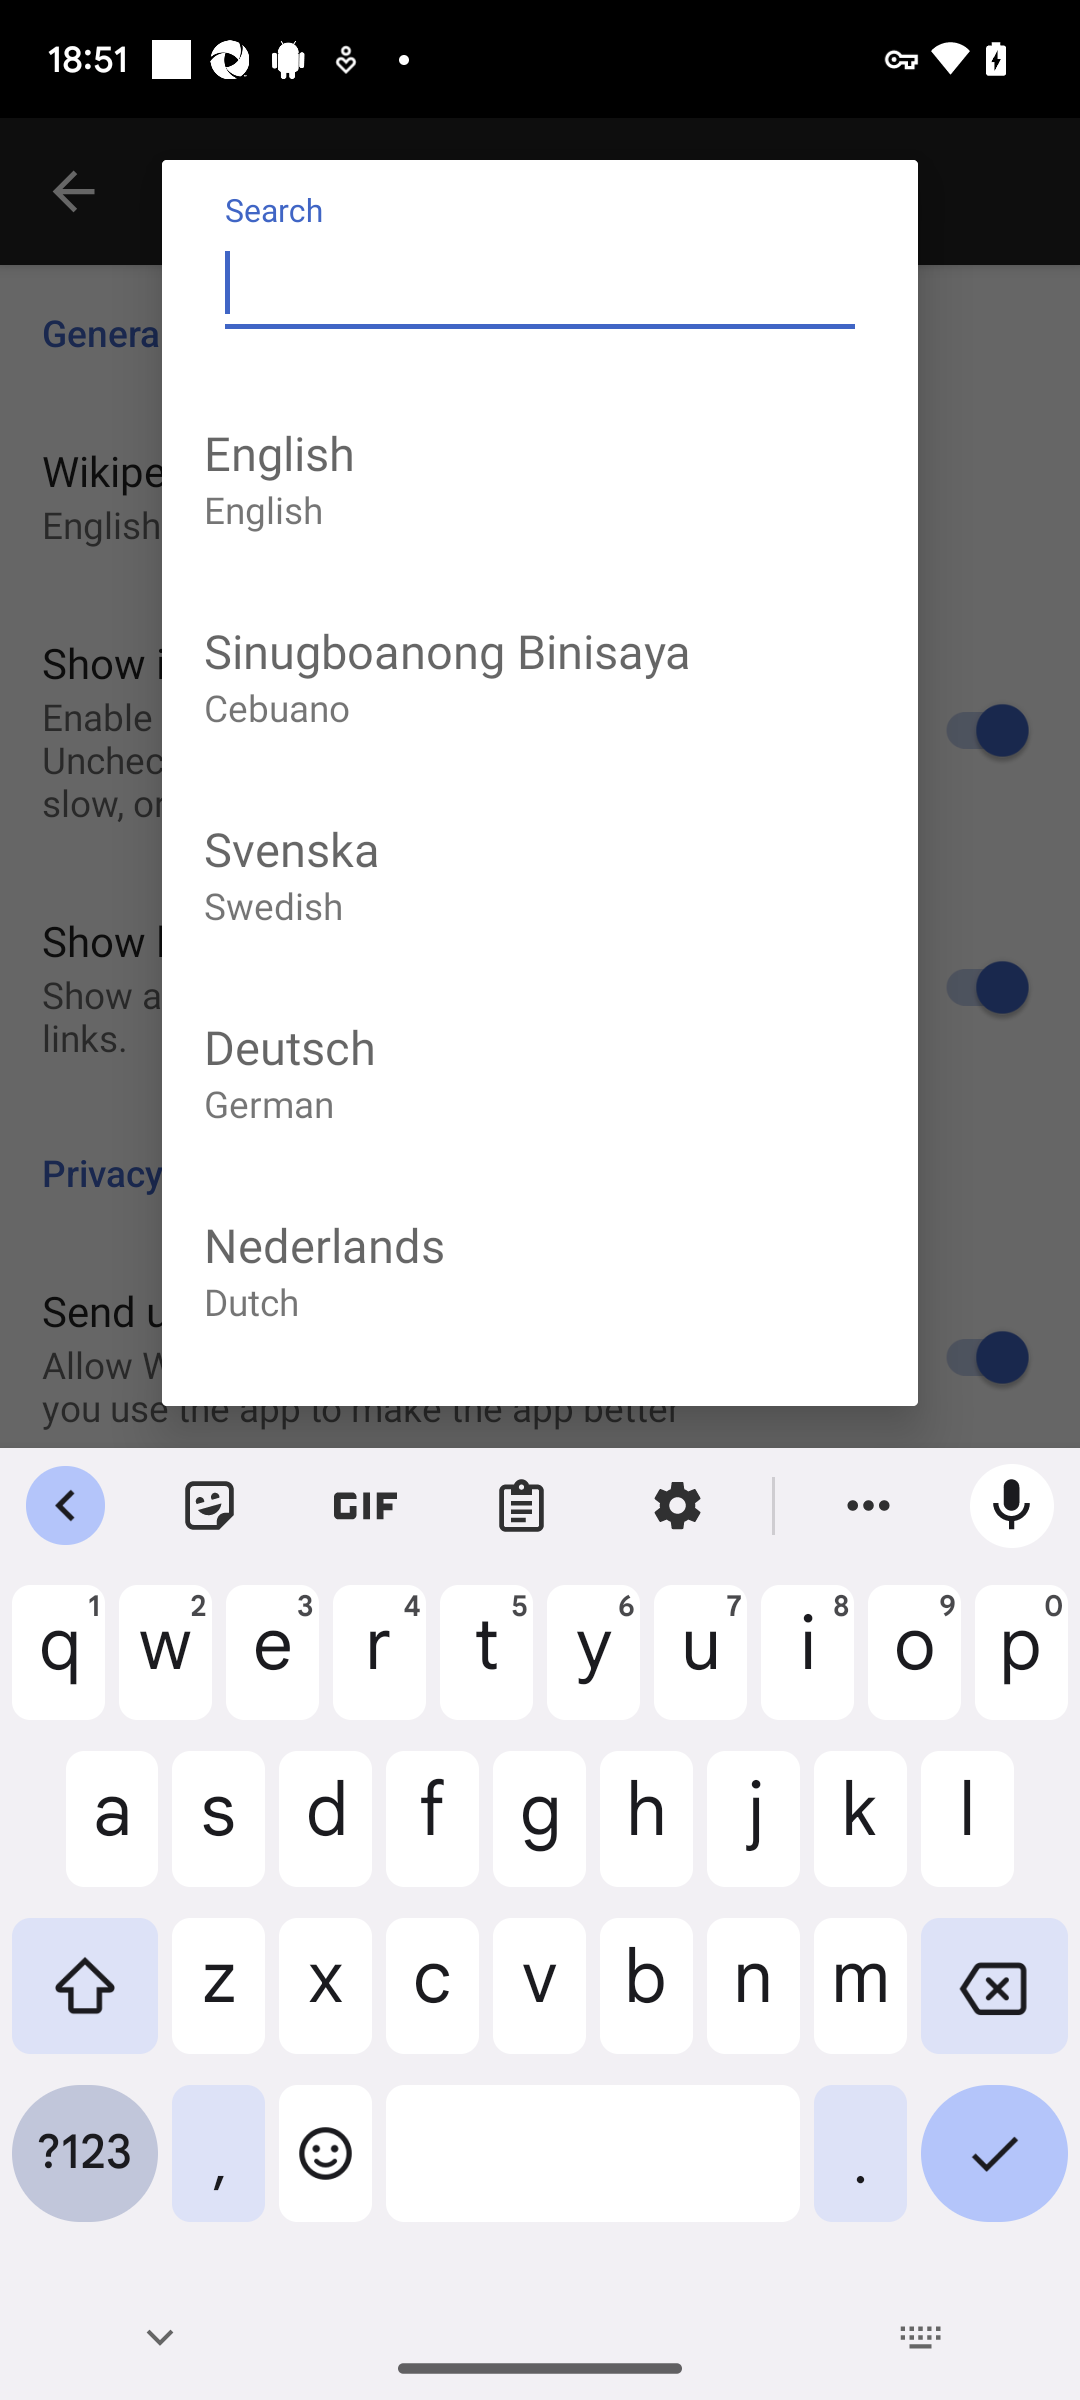 18:51
Search
Genera
English
English
Wikipe
English
Sinugboanong Binisaya
Cebuano
Show i
Enable
Unchec
slow, or
Svenska
Swedish
Show
Show a
links.
Deutsch
German
Privacy
Nederlands
Dutch
Send u
Allow W
you use the app to make the app better
GIF
1 2 3 4 5 6 7 8 9 0
q w e r t y u i o p
a s d f g h j k l
z x c v b n m
?123 , .